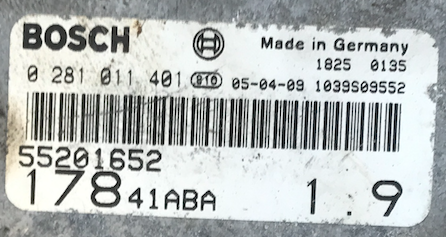 BOSCH Made in Germany
1825 0135
0 281 011 401 910 05-04-09 1039S09552
55201652
178 41ABA 1.9